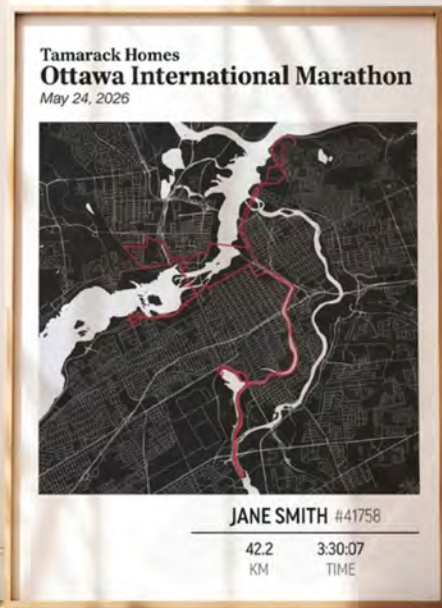 Tamarack Homes
Ottawa International Marathon
May 24, 2026
JANE SMITH #41758
42.2 3:30:07
KM TIME